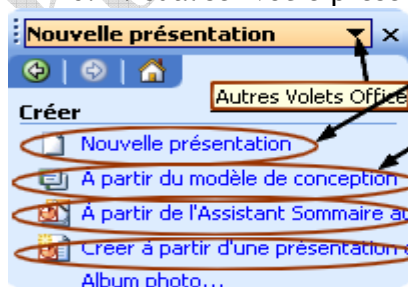 Nouvelle présentation
Autres Volets Office
Créer
Nouvelle présentation
A partir du modèle de conception
À partir de l'Assistant Sommaire
Créer à partir d'une présentation
Album photo...